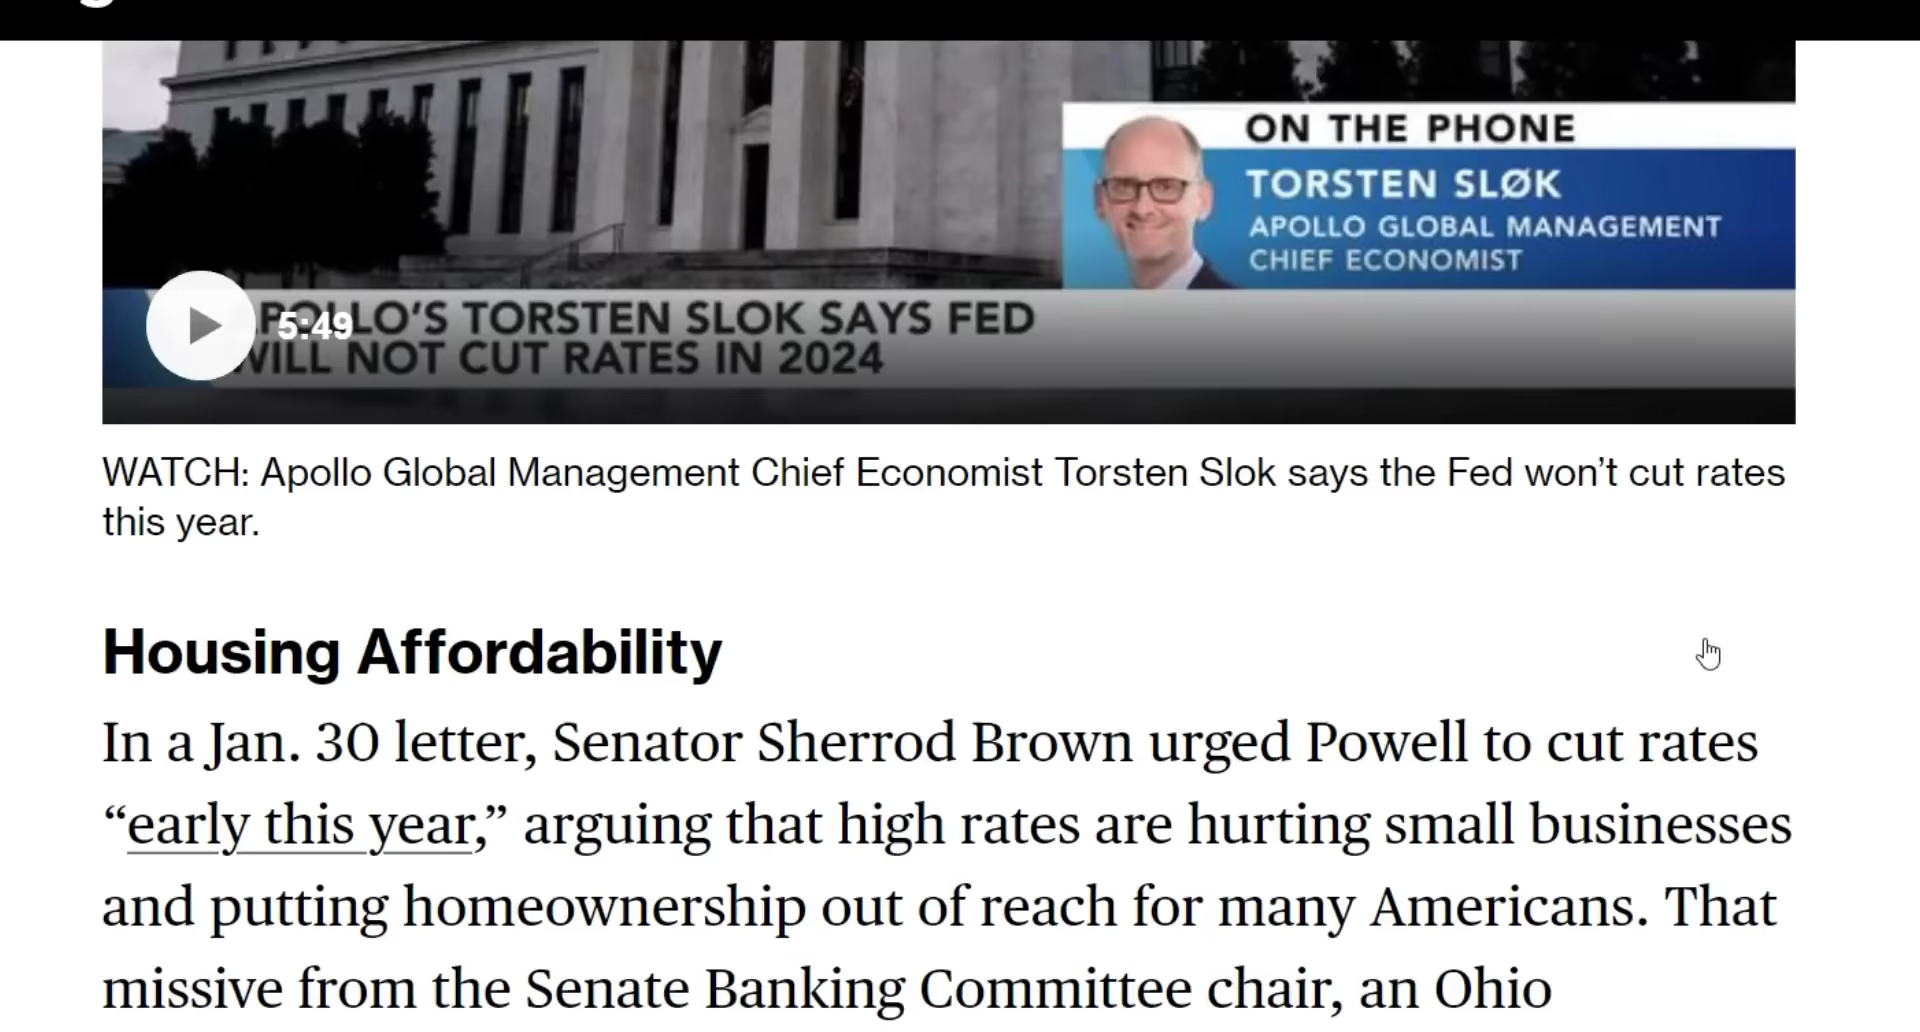 ON THE PHONE
TORSTEN SLØK
APOLLO GLOBAL MANAGEMENT
CHIEF ECONOMIST
APOLLO'S TORSTEN SLOK SAYS FED
WILL NOT CUT RATES IN 2024
5:49
WATCH: Apollo Global Management Chief Economist Torsten Slok says the Fed won’t cut rates
this year.
Housing Affordability
In a Jan. 30 letter, Senator Sherrod Brown urged Powell to cut rates
“early this year,” arguing that high rates are hurting small businesses
and putting homeownership out of reach for many Americans. That
missive from the Senate Banking Committee chair, an Ohio